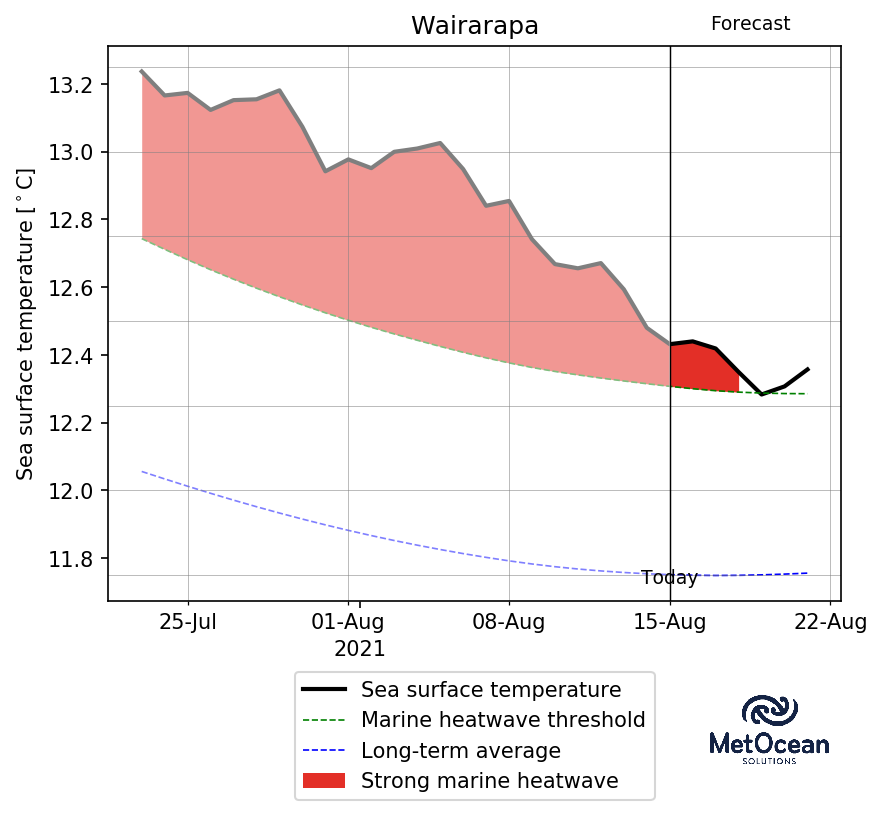 Wairarapa
Forecast
Sea surface temperature [°C]
13.2
13.0
12.8
12.6
12.4
12.2
12.0
11.8
Today
25-Jul 01-Aug 08-Aug 15-Aug 22-Aug
2021
Sea surface temperature
Marine heatwave threshold
Long-term average
Strong marine heatwave
MetOcean
SOLUTIONS